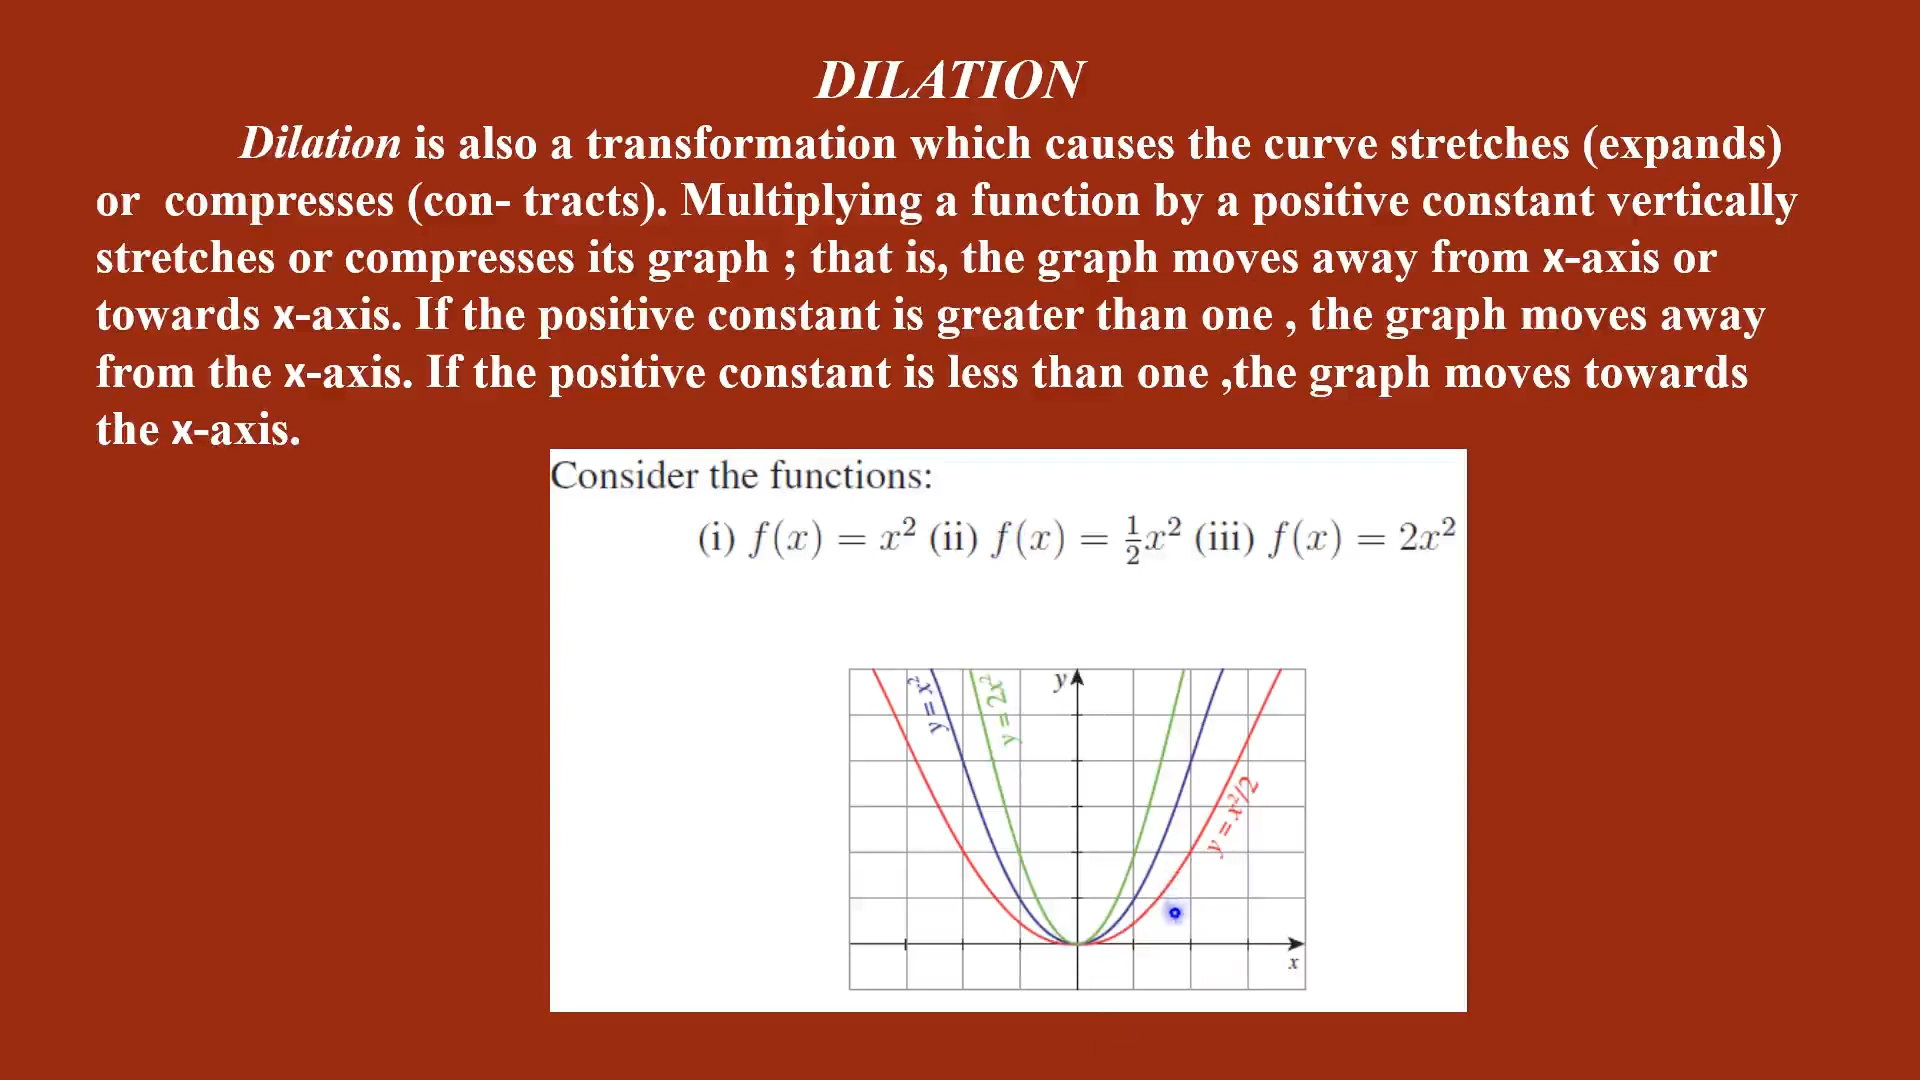 DILATION
Dilation is also a transformation which causes the curve stretches (expands)
or compresses (con- tracts). Multiplying a function by a positive constant vertically
stretches or compresses its graph ; that is, the graph moves away from x-axis or
towards x-axis. If the positive constant is greater than one , the graph moves away
from the x-axis. If the positive constant is less than one ,the graph moves towards
the x-axis.
Consider the functions:
(i) f(x) = x² (ii) f(x) = ½x² (iii) f(x) = 2x²
y = x²
y = 2x²
y
y = x²/2
x